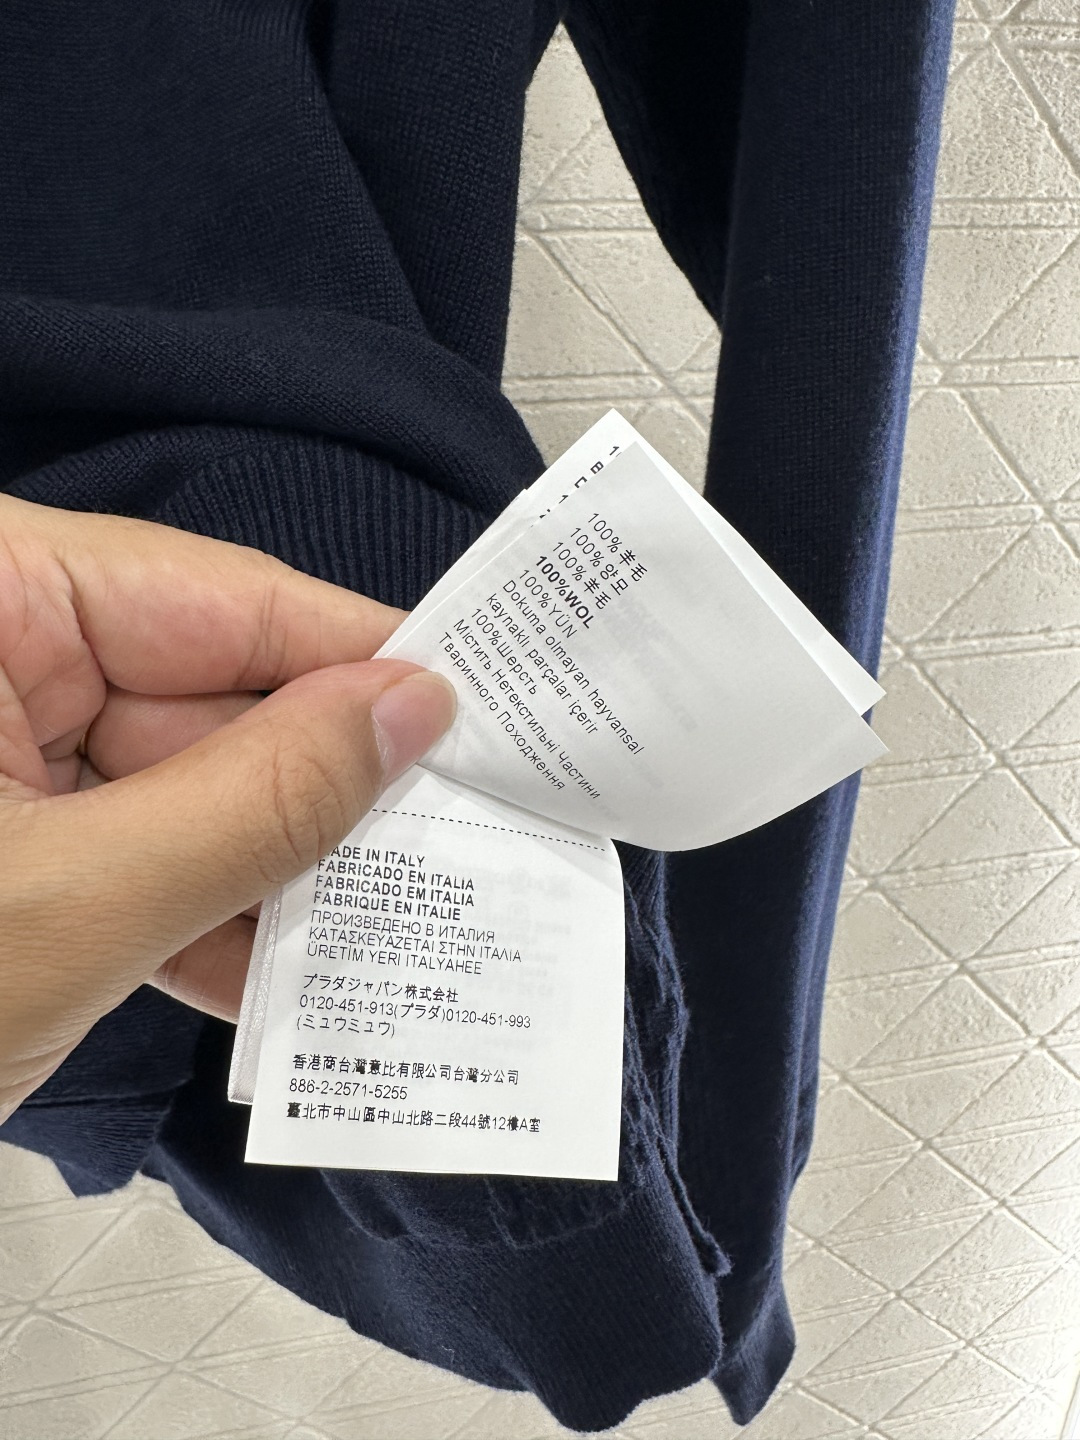 100%羊毛
100%양모
100%羊毛
100%WOL
100%YÜN
Dokuma olmayan hayvansal
kaynaklı parçalar içerir
100%Шерсть
Містить Нетекстильні Частини
Тваринного Походження
ADE IN ITALY
FABRICADO EN ITALIA
FABRICADO EM ITALIA
FABRIQUE EN ITALIE
ПРОИЗВЕДЕНО В ИТАЛИЯ
ΚΑΤΑΣΚΕΥΑΖΕΤΑΙ ΣΤΗΝ ΙΤΑΛΙΑ
ÜRETİM YERI ITALYAHEE
プラダジャパン株式会社
0120-451-913(プラダ)0120-451-993
(ミュウミュウ)
香港商台灣意比有限公司台灣分公司
886-2-2571-5255
臺北市中山區中山北路二段44號12樓A室